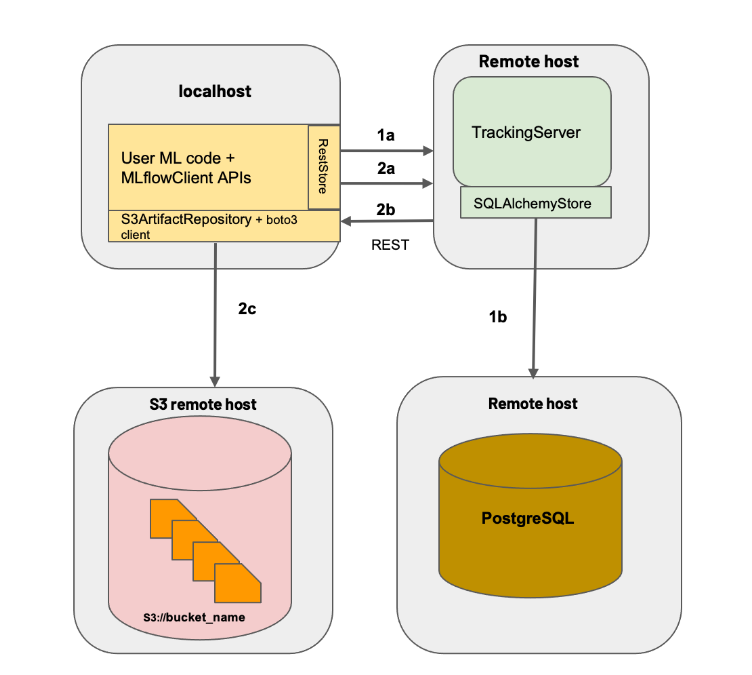 localhost
Remote host
User ML code +
MLflowClient APIs
RestStore
S3ArtifactRepository + boto3
client
1a
2a
2b
REST
TrackingServer
SQLAlchemyStore
2c
1b
S3 remote host
S3://bucket_name
Remote host
PostgreSQL